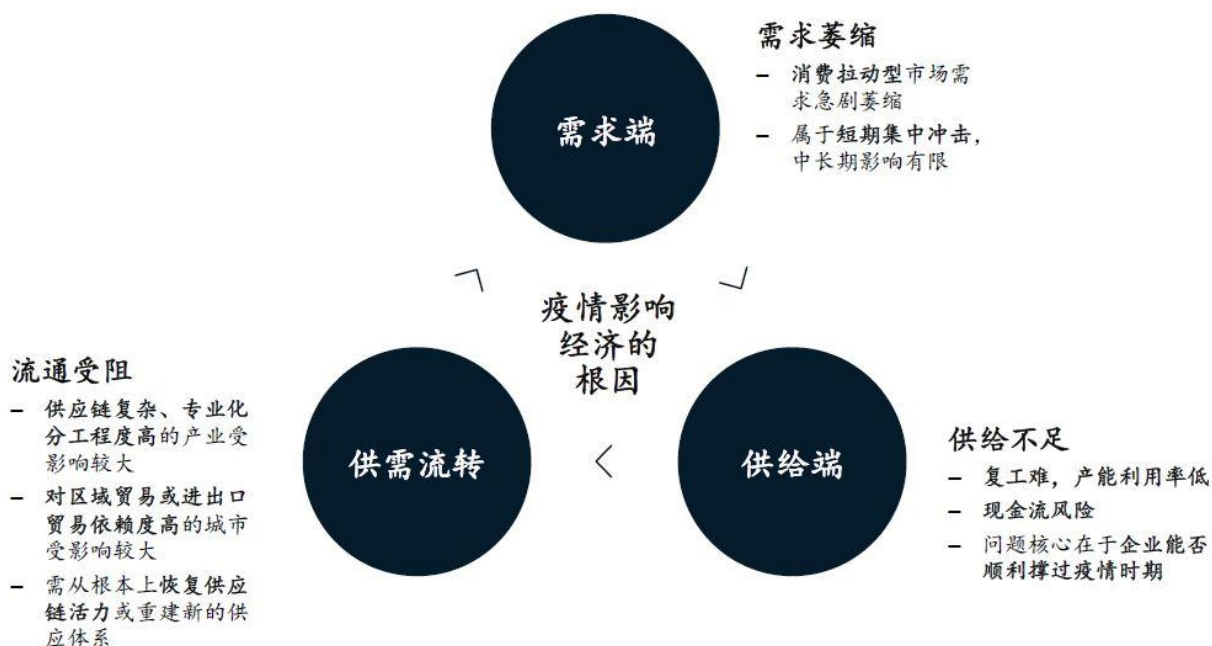 需求端
需求萎缩
– 消费拉动型市场需
求急剧萎缩
– 属于短期集中冲击，
中长期影响有限
疫情影响
经济的
根因
流通受阻
– 供应链复杂、专业化
分工程度高的产业受
影响较大
– 对区域贸易或进出口
贸易依赖度高的城市
受影响较大
– 需从根本上恢复供应
链活力或重建新的供
应体系
供需流转
供给端
供给不足
– 复工难，产能利用率低
– 现金流风险
– 问题核心在于企业能否
顺利撑过疫情时期